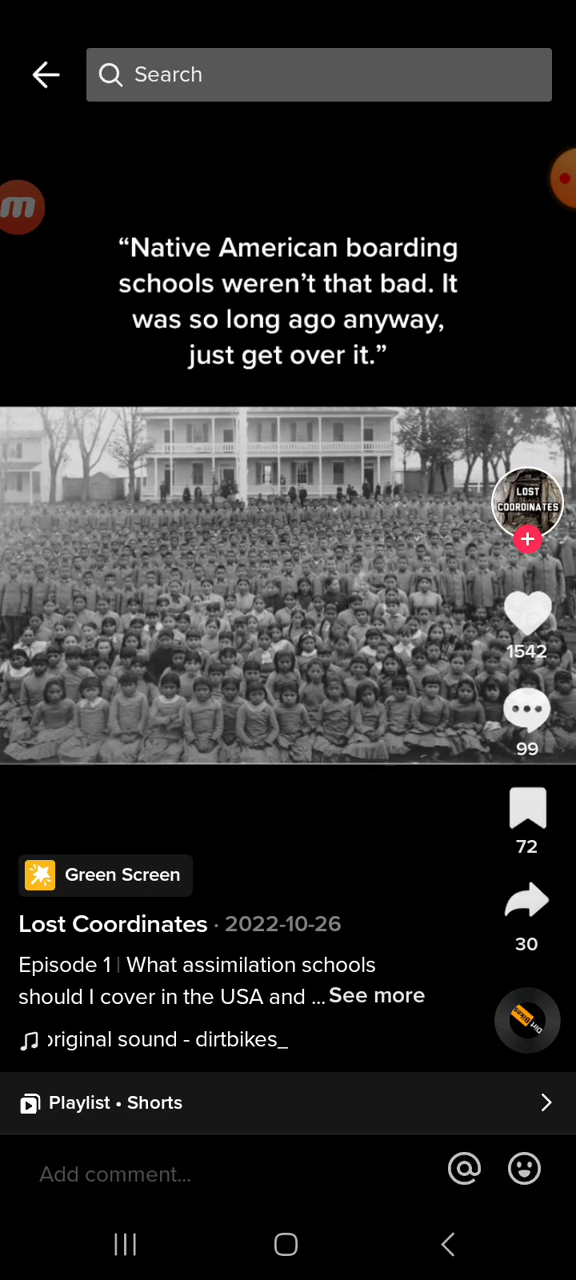 Search
“Native American boarding
schools weren’t that bad. It
was so long ago anyway,
just get over it.”
LOST
COORDINATES
1542
99
72
30
Green Screen
Lost Coordinates · 2022-10-26
Episode 1 | What assimilation schools
should I cover in the USA and ... See more
original sound - dirtbikes_
Playlist • Shorts
Add comment...